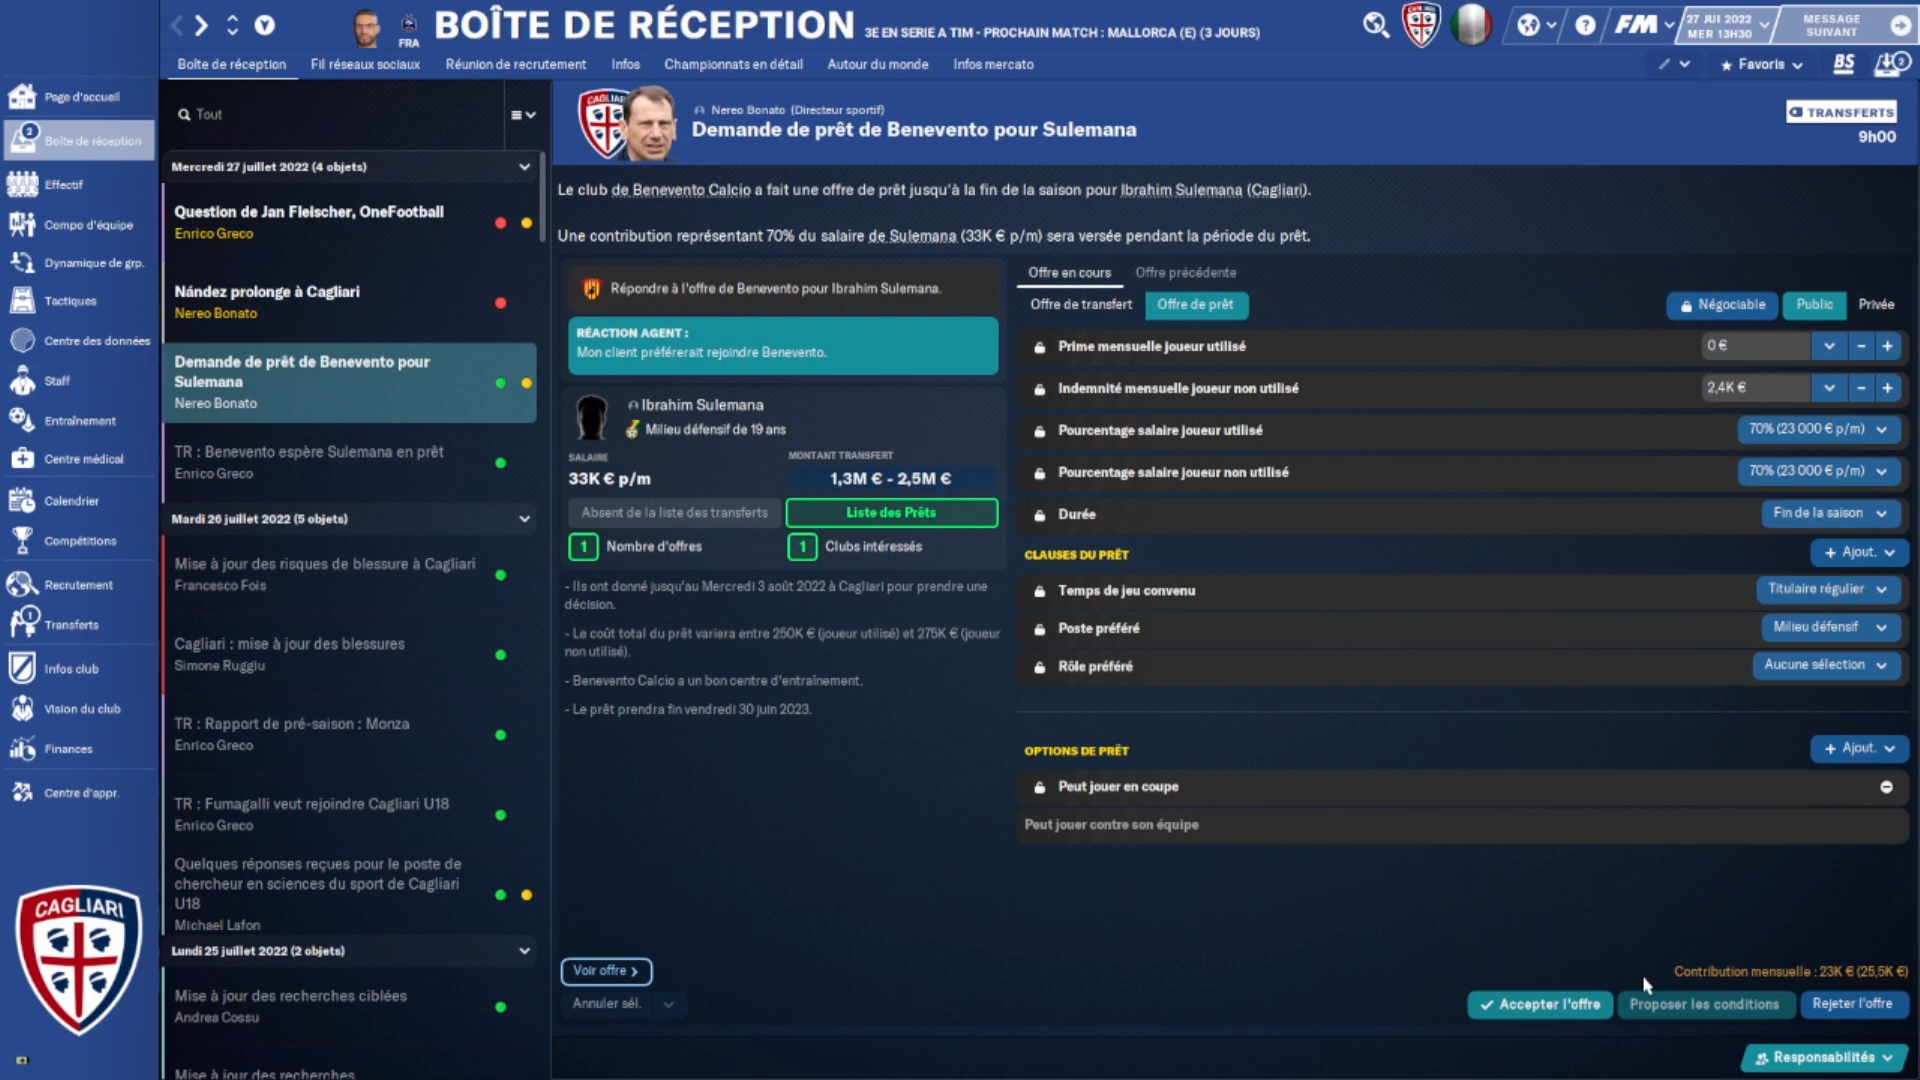 BOÎTE DE RÉCEPTION
3E EN SERIE A TIM - PROCHAIN MATCH : MALLORCA (E) (3 JOURS)
FRA
FM
27 JUI 2022
MER 13H30
MESSAGE
SUIVANT
Boîte de réception
Fil réseaux sociaux
Réunion de recrutement
Infos
Championnats en détail
Autour du monde
Infos mercato
Favoris
BS
2
Page d'accueil
2
Boîte de réception
Effectif
Compo d'équipe
Dynamique de grp.
Tactiques
Centre des données
Staff
Entraînement
Centre médical
Calendrier
Compétitions
Recrutement
1
Transferts
Infos club
Vision du club
Finances
Centre d'appr.
CAGLIARI
Tout
Mercredi 27 juillet 2022 (4 objets)
Question de Jan Fleischer, OneFootball
Enrico Greco
Nández prolonge à Cagliari
Nereo Bonato
Demande de prêt de Benevento pour
Sulemana
Nereo Bonato
TR : Benevento espère Sulemana en prêt
Enrico Greco
Mardi 26 juillet 2022 (5 objets)
Mise à jour des risques de blessure à Cagliari
Francesco Fois
Cagliari : mise à jour des blessures
Simone Ruggiu
TR : Rapport de pré-saison : Monza
Enrico Greco
TR : Fumagalli veut rejoindre Cagliari U18
Enrico Greco
Quelques réponses reçues pour le poste de
chercheur en sciences du sport de Cagliari
U18
Michael Lafon
Lundi 25 juillet 2022 (2 objets)
Mise à jour des recherches ciblées
Andrea Cossu
Mise à jour des recherches
CAGLIARI
Nereo Bonato (Directeur sportif)
Demande de prêt de Benevento pour Sulemana
TRANSFERTS
9h00
Le club de Benevento Calcio a fait une offre de prêt jusqu'à la fin de la saison pour Ibrahim Sulemana (Cagliari).
Une contribution représentant 70% du salaire de Sulemana (33K € p/m) sera versée pendant la période du prêt.
Répondre à l'offre de Benevento pour Ibrahim Sulemana.
RÉACTION AGENT :
Mon client préférerait rejoindre Benevento.
Ibrahim Sulemana
Milieu défensif de 19 ans
SALAIRE
33K € p/m
MONTANT TRANSFERT
1,3M € - 2,5M €
Absent de la liste des transferts
Liste des Prêts
1 Nombre d'offres
1 Clubs intéressés
- Ils ont donné jusqu'au Mercredi 3 août 2022 à Cagliari pour prendre une
décision.
- Le coût total du prêt variera entre 250K € (joueur utilisé) et 275K € (joueur
non utilisé).
- Benevento Calcio a un bon centre d'entraînement.
- Le prêt prendra fin vendredi 30 juin 2023.
Voir offre
Annuler sél.
Offre en cours
Offre précédente
Offre de transfert
Offre de prêt
Négociable
Public
Privée
Prime mensuelle joueur utilisé
0 €
Indemnité mensuelle joueur non utilisé
2,4K €
Pourcentage salaire joueur utilisé
70% (23 000 € p/m)
Pourcentage salaire joueur non utilisé
70% (23 000 € p/m)
Durée
Fin de la saison
CLAUSES DU PRÊT
+ Ajout.
Temps de jeu convenu
Titulaire régulier
Poste préféré
Milieu défensif
Rôle préféré
Aucune sélection
OPTIONS DE PRÊT
+ Ajout.
Peut jouer en coupe
Peut jouer contre son équipe
Contribution mensuelle : 23K € (25,5K €)
Accepter l'offre
Proposer les conditions
Rejeter l'offre
Responsabilités